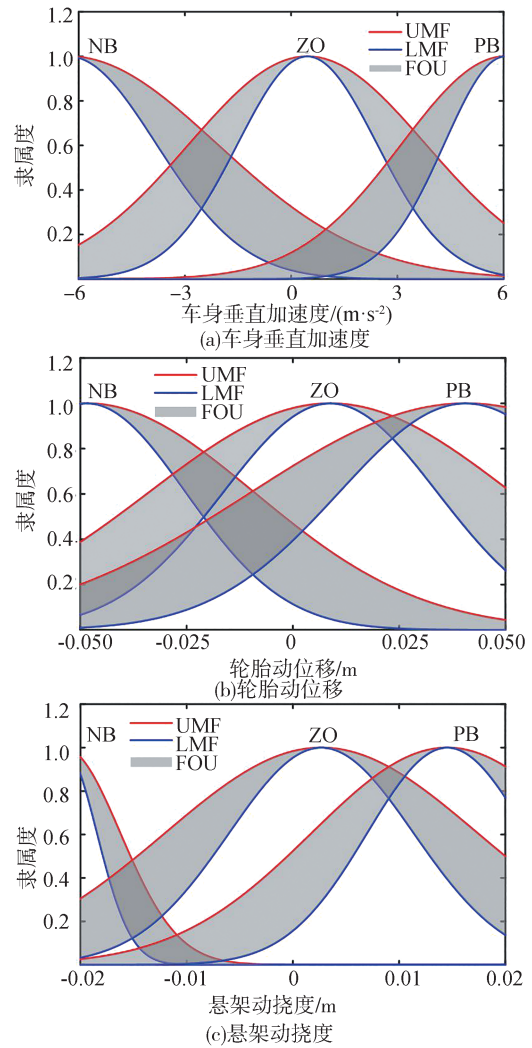 1.2
NB
ZO
PB
UMF
LMF
FOU
1.0
0.8
0.6
0.4
0.2
隶属度
-6
-3
0
3
6
车身垂直加速度/(m·s-2)
(a)车身垂直加速度
1.2
NB
UMF
LMF
FOU
ZO
PB
1.0
0.8
0.6
0.4
0.2
隶属度
-0.050
-0.025
0
0.025
0.050
轮胎动位移/m
(b)轮胎动位移
1.2
NB
UMF
LMF
FOU
ZO
PB
1.0
0.8
0.6
0.4
0.2
隶属度
-0.02
-0.01
0
0.01
0.02
悬架动挠度/m
(c)悬架动挠度